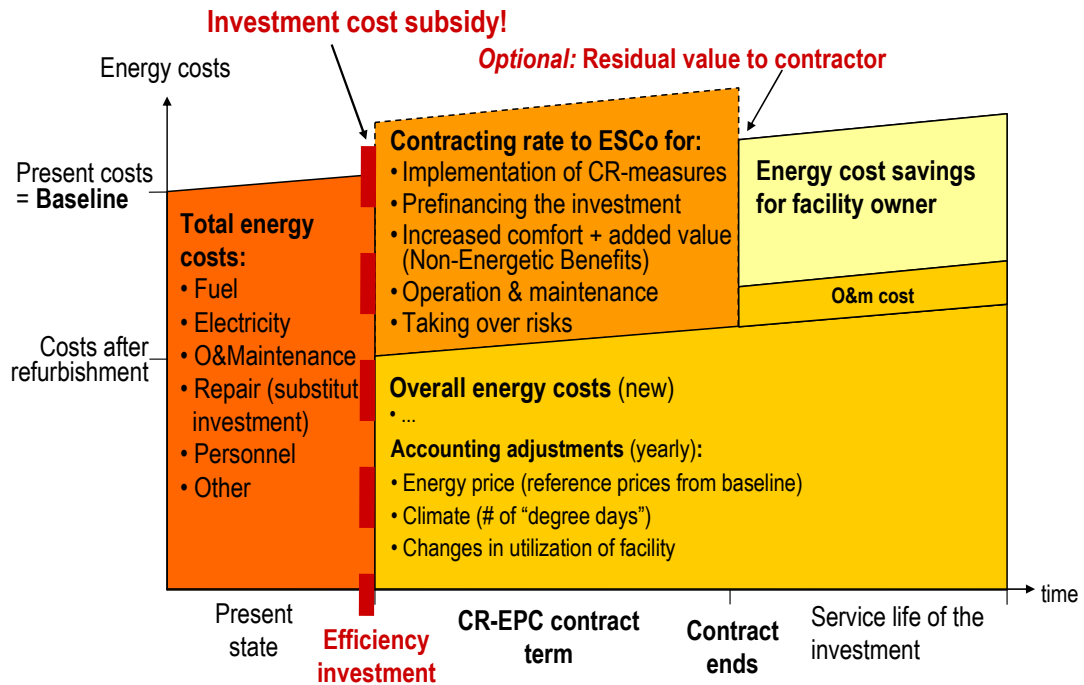 Investment cost subsidy!
Optional: Residual value to contractor
Energy costs
Present costs
= Baseline
Costs after
refurbishment
Total energy
costs:
• Fuel
• Electricity
• O&Maintenance
• Repair (substitut
investment)
• Personnel
• Other
Contracting rate to ESCo for:
• Implementation of CR-measures
• Prefinancing the investment
• Increased comfort + added value
(Non-Energetic Benefits)
• Operation & maintenance
• Taking over risks
Energy cost savings
for facility owner
O&m cost
Overall energy costs (new)
• ...
Accounting adjustments (yearly):
• Energy price (reference prices from baseline)
• Climate (# of “degree days”)
• Changes in utilization of facility
time
Present
state
Efficiency
investment
CR-EPC contract
term
Contract
ends
Service life of the
investment